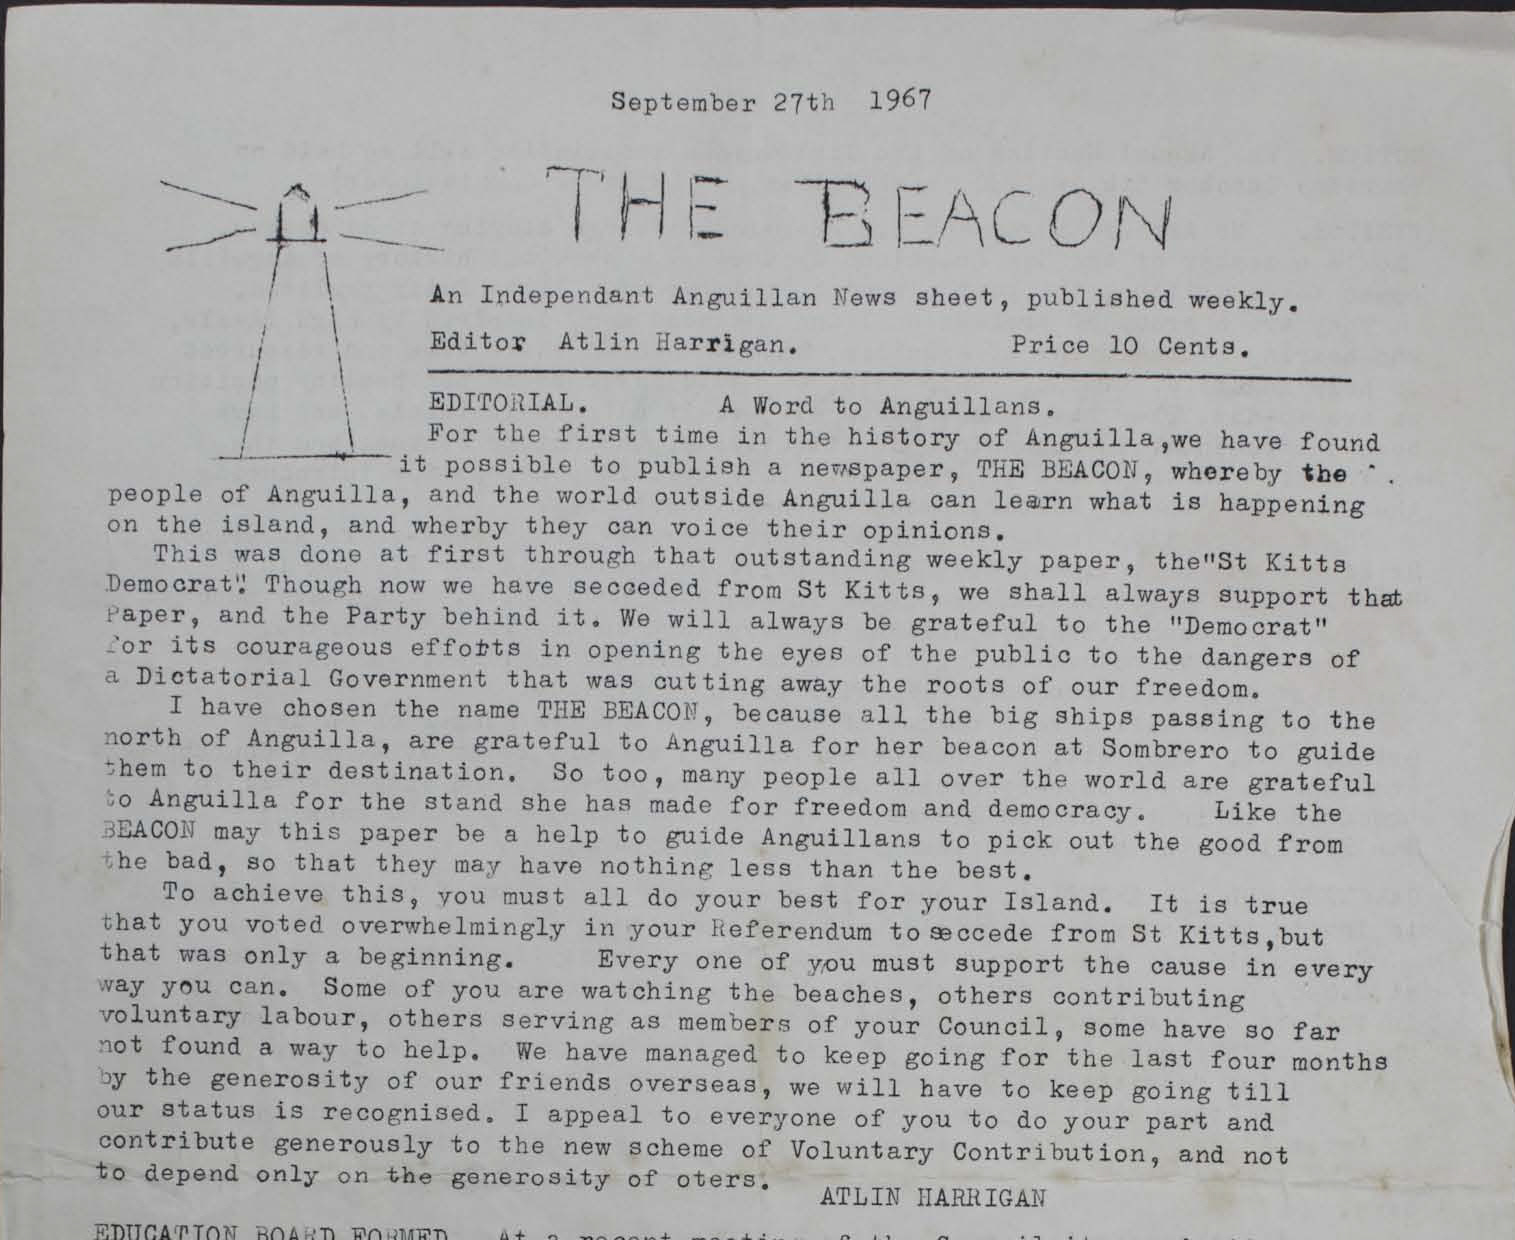 September 27th 1967
THE BEACON
An Independant Anguillan News sheet, published weekly.
Editor Atlin Harrigan. Price 10 Cents.
EDITORIAL. A Word to Anguillans.
For the first time in the history of Anguilla,we have found
it possible to publish a newspaper, THE BEACON, whereby the
people of Anguilla, and the world outside Anguilla can learn what is happening
on the island, and wherby they can voice their opinions.
This was done at first through that outstanding weekly paper, the"St Kitts
Democrat". Though now we have secceded from St Kitts, we shall always support that
Paper, and the Party behind it. We will always be grateful to the "Democrat"
for its courageous efforts in opening the eyes of the public to the dangers of
a Dictatorial Government that was cutting away the roots of our freedom.
I have chosen the name THE BEACON, because all the big ships passing to the
north of Anguilla, are grateful to Anguilla for her beacon at Sombrero to guide
them to their destination. So too, many people all over the world are grateful
to Anguilla for the stand she has made for freedom and democracy. Like the
BEACON may this paper be a help to guide Anguillans to pick out the good from
the bad, so that they may have nothing less than the best.
To achieve this, you must all do your best for your Island. It is true
that you voted overwhelmingly in your Referendum to seccede from St Kitts,but
that was only a beginning. Every one of you must support the cause in every
way you can. Some of you are watching the beaches, others contributing
voluntary labour, others serving as members of your Council, some have so far
not found a way to help. We have managed to keep going for the last four months
by the generosity of our friends overseas, we will have to keep going till
our status is recognised. I appeal to everyone of you to do your part and
contribute generously to the new scheme of Voluntary Contribution, and not
to depend only on the generosity of oters.
ATLIN HARRIGAN
EDUCATION BOARD FORMED. At a recent meeting of the Council it